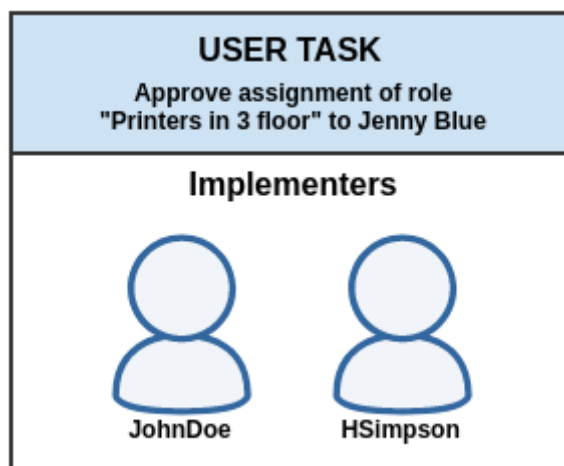 USER TASK
Approve assignment of role
"Printers in 3 floor" to Jenny Blue
Implementers
JohnDoe
HSimpson